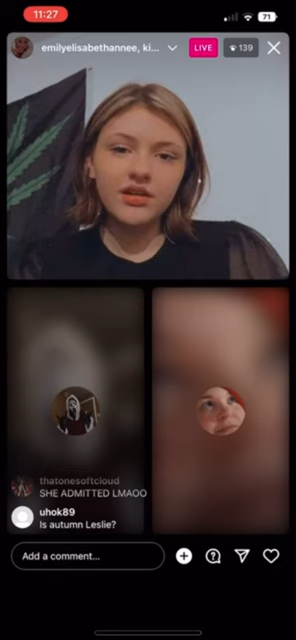 11:27
71
emilyelisabethannee, ki...
LIVE
139
thatonesoftcloud
SHE ADMITTED LMAOO
uhok89
Is autumn Leslie?
Add a comment...